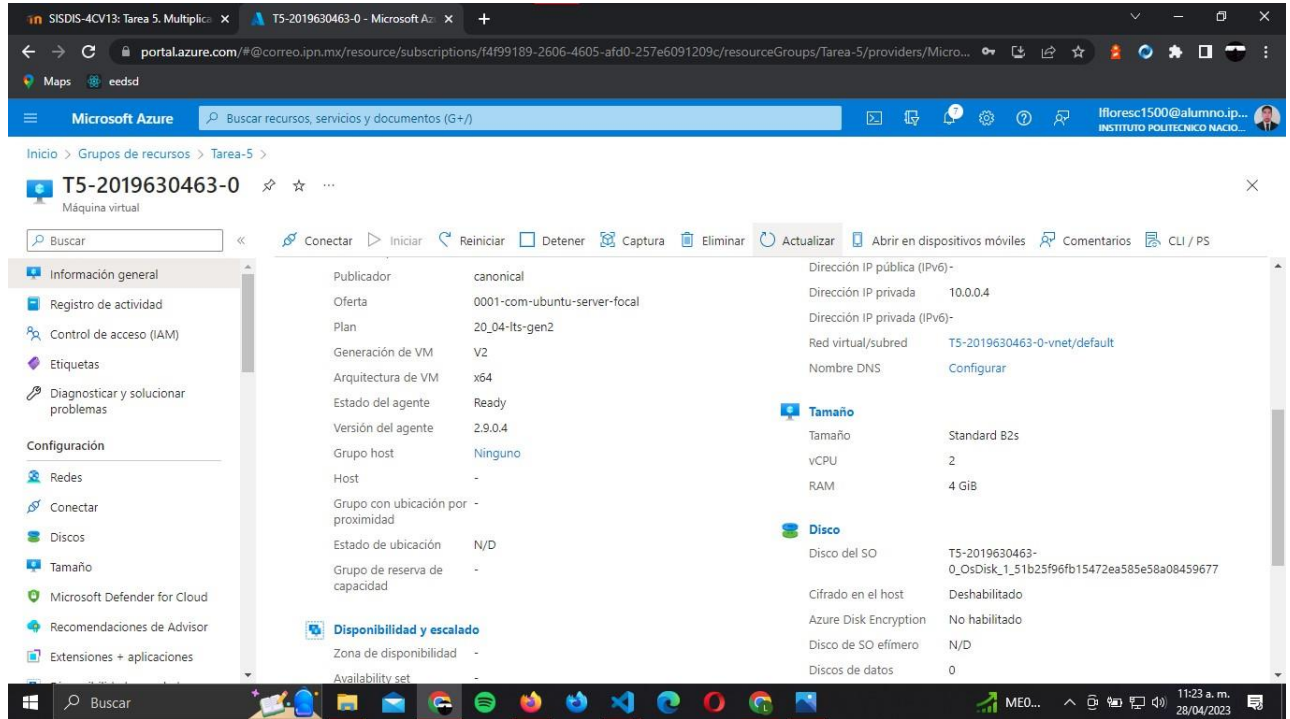 SISDIS-4CV13: Tarea 5. Multiplica
T5-2019630463-0 - Microsoft Az
portal.azure.com/#@correo.ipn.mx/resource/subscriptions/f4f99189-2606-4605-afd0-257e6091209c/resourceGroups/Tarea-5/providers/Micro...
Maps
eedsd
Microsoft Azure
Buscar recursos, servicios y documentos (G+/)
7
lfloresc1500@alumno.ip...
INSTITUTO POLITECNICO NACIO...
Inicio > Grupos de recursos > Tarea-5 >
T5-2019630463-0
Máquina virtual
Buscar
Conectar
Iniciar
Reiniciar
Detener
Captura
Eliminar
Actualizar
Abrir en dispositivos móviles
Comentarios
CLI / PS
Información general
Registro de actividad
Control de acceso (IAM)
Etiquetas
Diagnosticar y solucionar
problemas
Configuración
Redes
Conectar
Discos
Tamaño
Microsoft Defender for Cloud
Recomendaciones de Advisor
Extensiones + aplicaciones
Publicador canonical
Oferta 0001-com-ubuntu-server-focal
Plan 20_04-lts-gen2
Generación de VM V2
Arquitectura de VM x64
Estado del agente Ready
Versión del agente 2.9.0.4
Grupo host Ninguno
Host -
Grupo con ubicación por -
proximidad
Estado de ubicación N/D
Grupo de reserva de -
capacidad
Disponibilidad y escalado
Zona de disponibilidad -
Availability set -
Dirección IP pública (IPv6)-
Dirección IP privada 10.0.0.4
Dirección IP privada (IPv6)-
Red virtual/subred T5-2019630463-0-vnet/default
Nombre DNS Configurar
Tamaño
Tamaño Standard B2s
vCPU 2
RAM 4 GiB
Disco
Disco del SO T5-2019630463-
0_OsDisk_1_51b25f96fb15472ea585e58a08459677
Cifrado en el host Deshabilitado
Azure Disk Encryption No habilitado
Disco de SO efímero N/D
Discos de datos 0
Buscar
ME0...
11:23 a. m.
28/04/2023